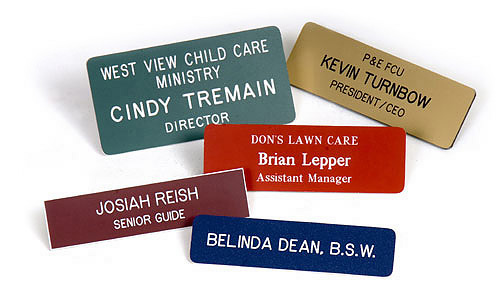 WEST VIEW CHILD CARE
MINISTRY
CINDY TREMAIN
DIRECTOR
P&E FCU
KEVIN TURNBOW
PRESIDENT/CEO
DON'S LAWN CARE
Brian Lepper
Assistant Manager
JOSIAH REISH
SENIOR GUIDE
BELINDA DEAN, B.S.W.